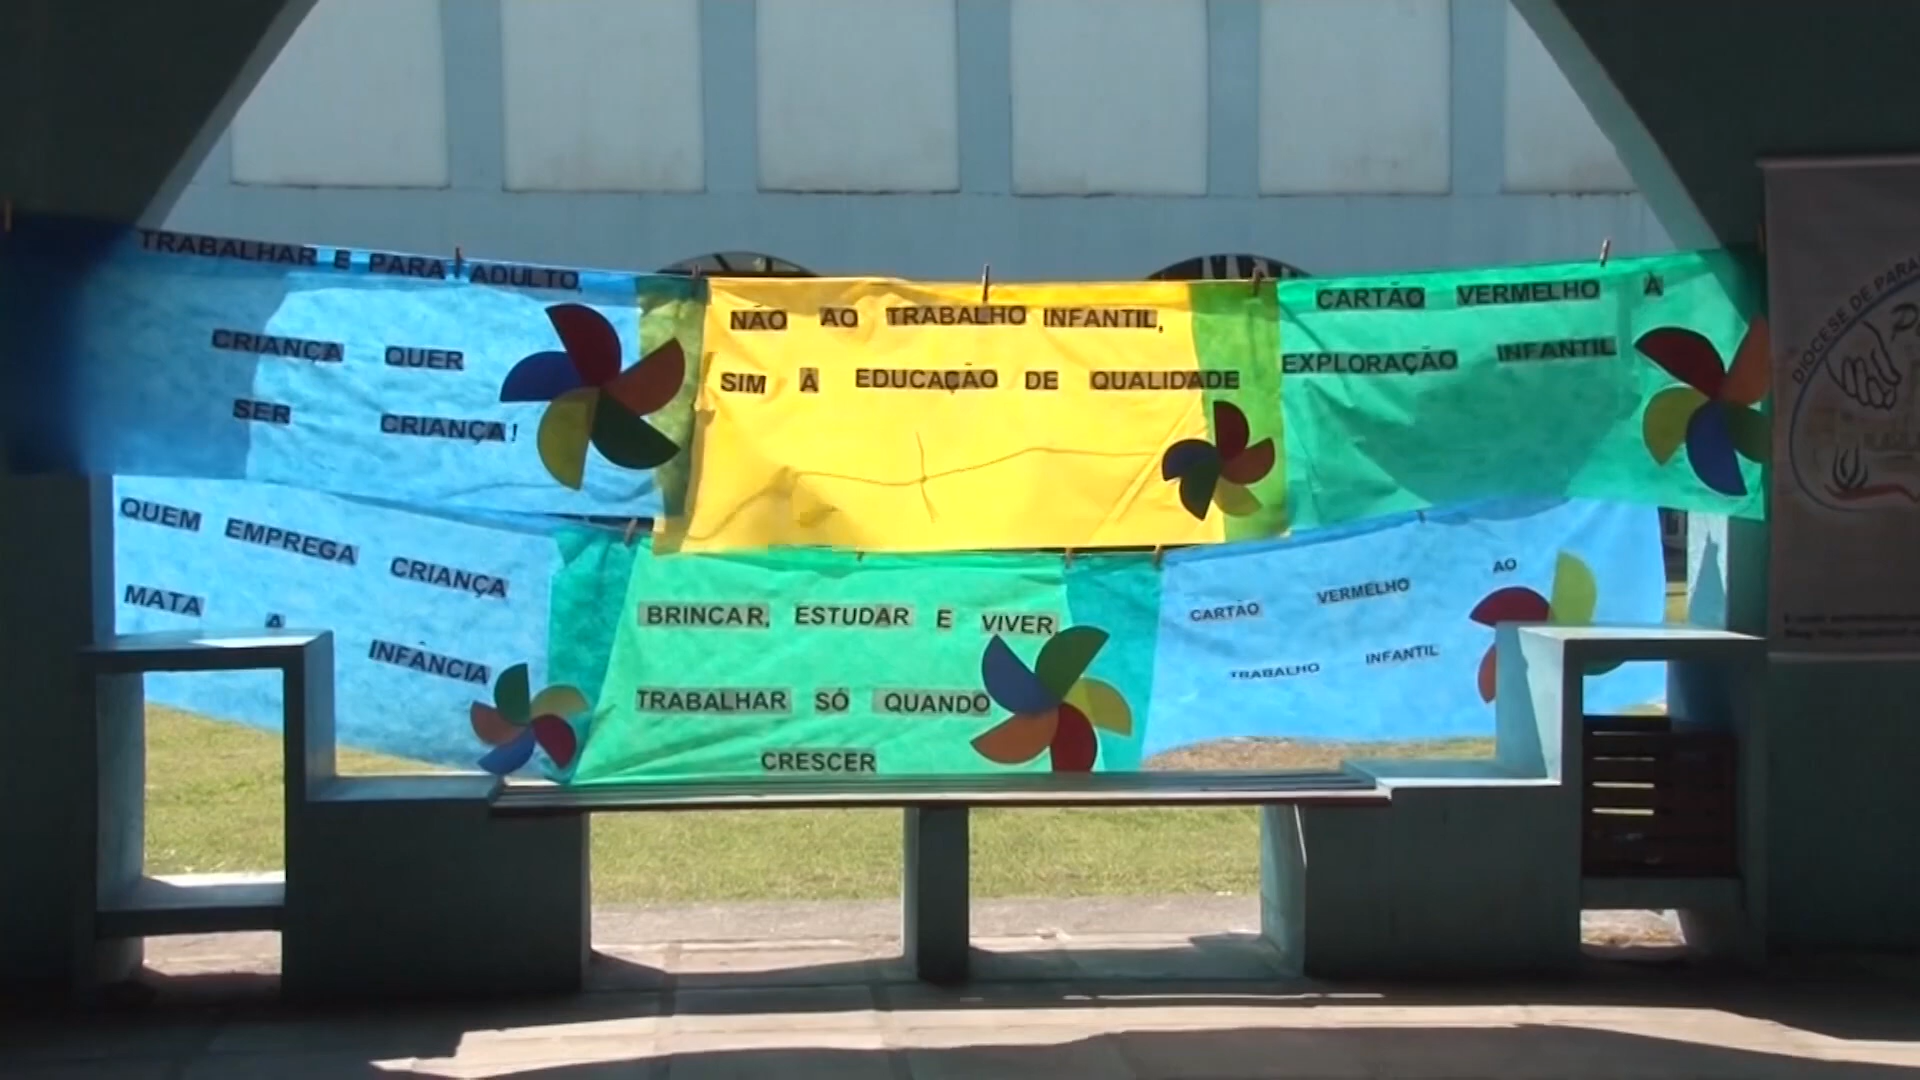 TRABALHAR E PARA ADULTO,
CRIANÇA QUER
SER CRIANÇA!
NÃO AO TRABALHO INFANTIL,
SIM À EDUCAÇÃO DE QUALIDADE
CARTÃO VERMELHO À
EXPLORAÇÃO INFANTIL
QUEM EMPREGA CRIANÇA
MATA A
INFÂNCIA
BRINCAR, ESTUDAR E VIVER,
TRABALHAR SÓ QUANDO
CRESCER
CARTÃO VERMELHO AO
TRABALHO INFANTIL
DIOCESE DE